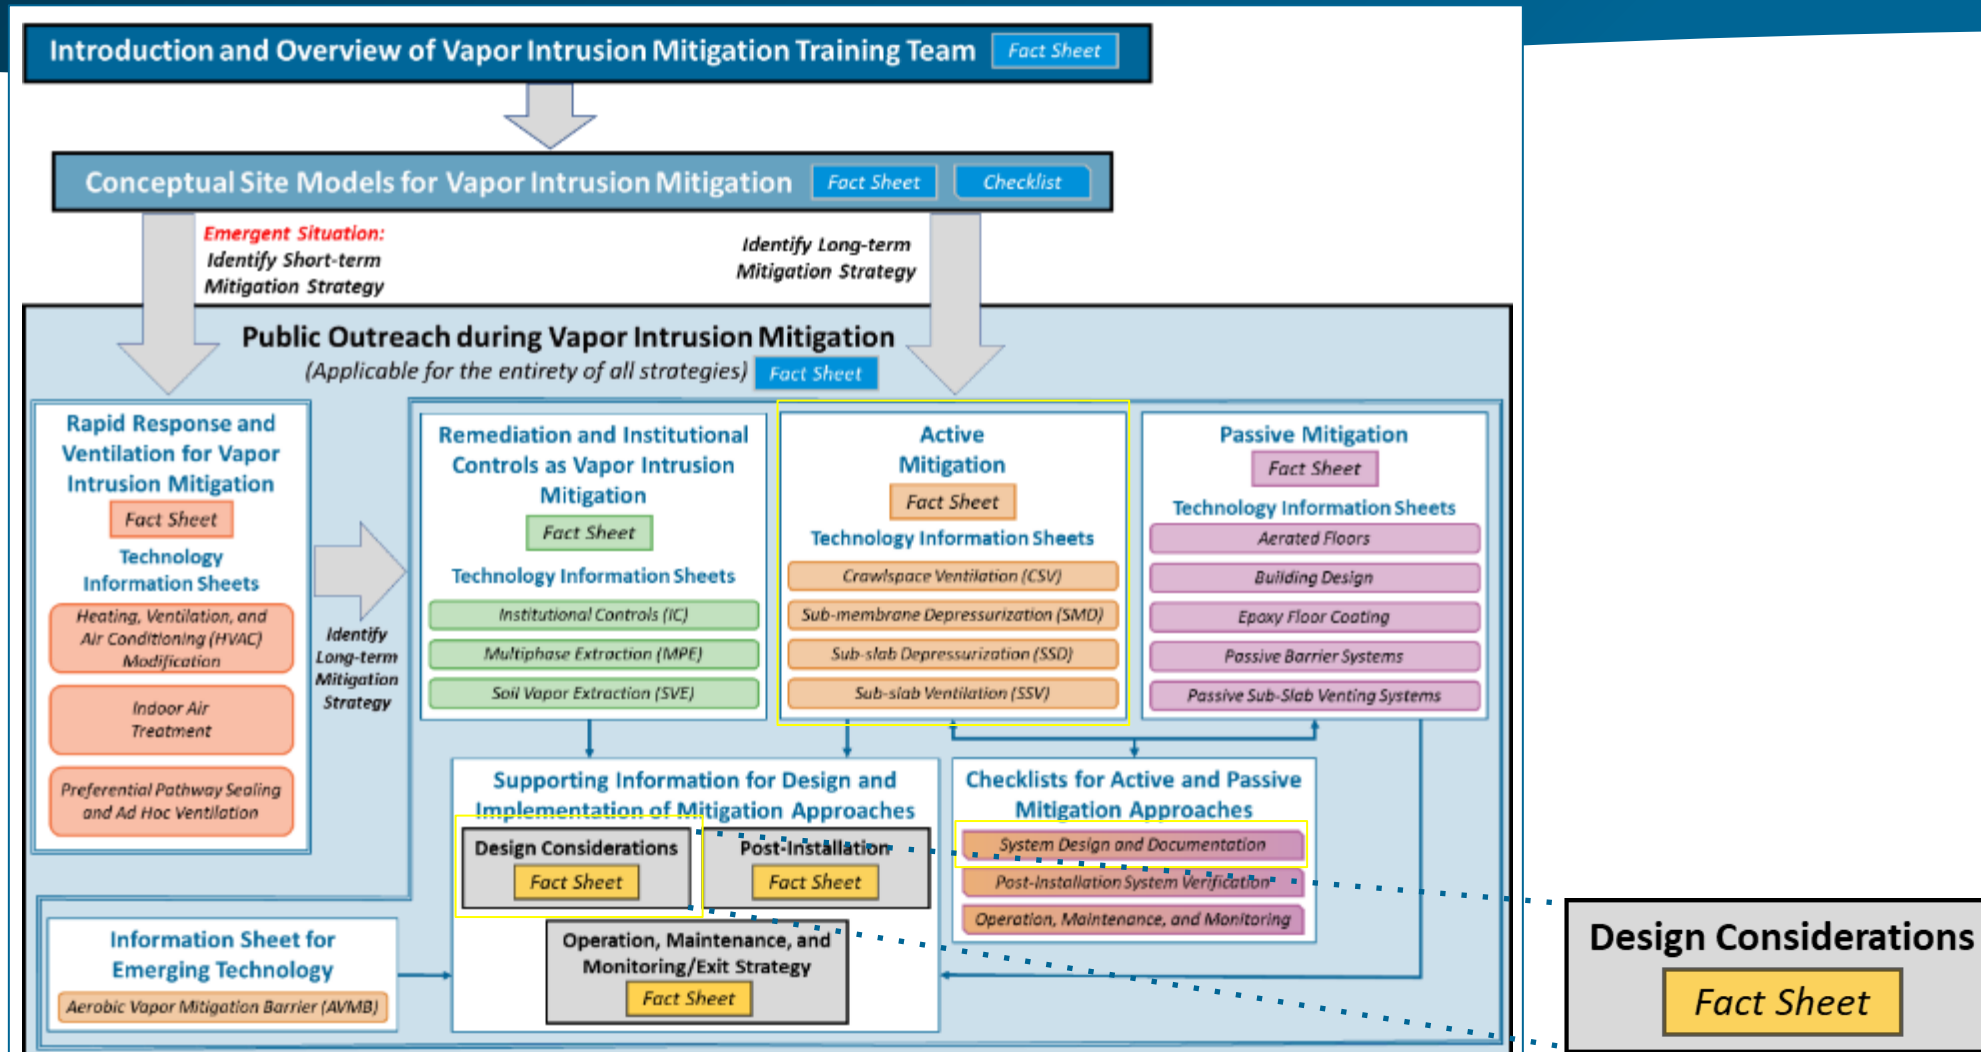 Introduction and Overview of Vapor Intrusion Mitigation Training Team
Fact Sheet
Conceptual Site Models for Vapor Intrusion Mitigation
Fact Sheet
Checklist
Emergent Situation:
Identify Short-term
Mitigation Strategy
Identify Long-term
Mitigation Strategy
Public Outreach during Vapor Intrusion Mitigation
(Applicable for the entirety of all strategies)
Fact Sheet
Rapid Response and
Ventilation for Vapor
Intrusion Mitigation
Fact Sheet
Technology
Information Sheets
Heating, Ventilation, and
Air Conditioning (HVAC)
Modification
Indoor Air
Treatment
Preferential Pathway Sealing
and Ad Hoc Ventilation
Identify
Long-term
Mitigation
Strategy
Remediation and Institutional
Controls as Vapor Intrusion
Mitigation
Fact Sheet
Technology Information Sheets
Institutional Controls (IC)
Multiphase Extraction (MPE)
Soil Vapor Extraction (SVE)
Active
Mitigation
Fact Sheet
Technology Information Sheets
Crawlspace Ventilation (CSV)
Sub-membrane Depressurization (SMD)
Sub-slab Depressurization (SSD)
Sub-slab Ventilation (SSV)
Passive Mitigation
Fact Sheet
Technology Information Sheets
Aerated Floors
Building Design
Epoxy Floor Coating
Passive Barrier Systems
Passive Sub-Slab Venting Systems
Supporting Information for Design and
Implementation of Mitigation Approaches
Design Considerations
Fact Sheet
Post-Installation
Fact Sheet
Operation, Maintenance, and
Monitoring/Exit Strategy
Fact Sheet
Checklists for Active and Passive
Mitigation Approaches
System Design and Documentation
Post-Installation System Verification
Operation, Maintenance, and Monitoring
Information Sheet for
Emerging Technology
Aerobic Vapor Mitigation Barrier (AVMB)
Design Considerations
Fact Sheet